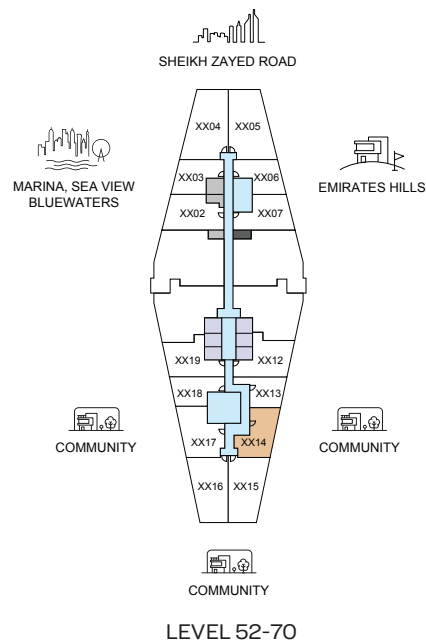 SHEIKH ZAYED ROAD
XX04
XX05
XX03
XX06
MARINA, SEA VIEW
BLUEWATERS
EMIRATES HILLS
XX02
XX07
XX19
XX12
XX18
XX13
COMMUNITY
XX17
XX14
COMMUNITY
XX16
XX15
COMMUNITY
LEVEL 52-70